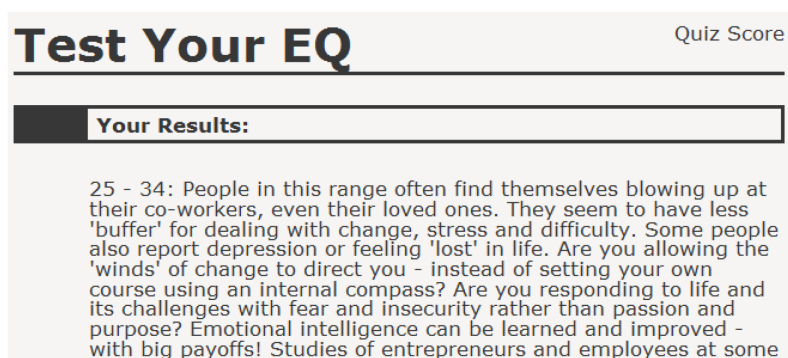 Test Your EQ
Quiz Score
Your Results:
25 - 34: People in this range often find themselves blowing up at
their co-workers, even their loved ones. They seem to have less
'buffer' for dealing with change, stress and difficulty. Some people
also report depression or feeling 'lost' in life. Are you allowing the
'winds' of change to direct you - instead of setting your own
course using an internal compass? Are you responding to life and
its challenges with fear and insecurity rather than passion and
purpose? Emotional intelligence can be learned and improved -
with big payoffs! Studies of entrepreneurs and employees at some